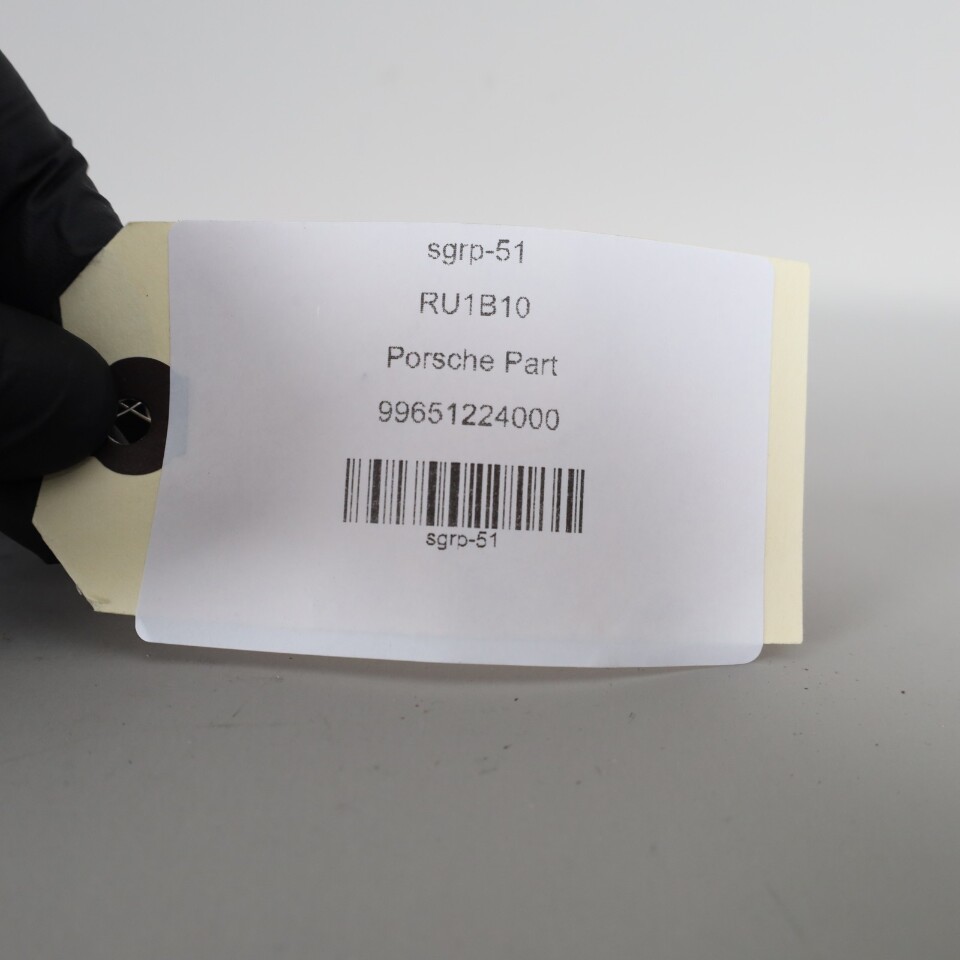 sgrp-51
RU1B10
Porsche Part
99651224000
sgrp-51